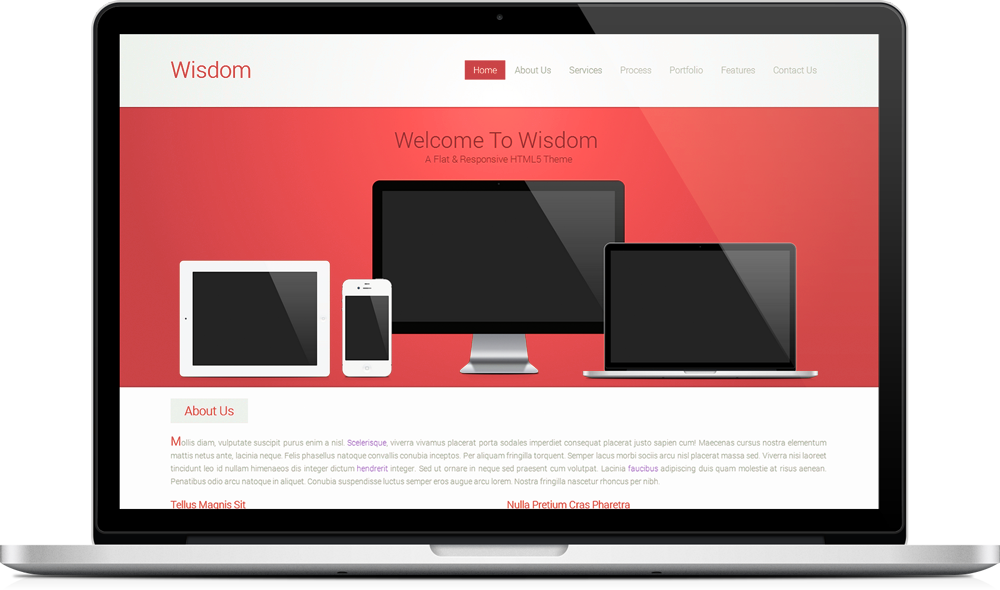 Wisdom
Home About Us Services Process Portfolio Features Contact Us
Welcome To Wisdom
A Flat & Responsive HTML5 Theme
About Us
Mollis diam, vulputate suscipit purus enim a nisl. Scelerisque, viverra vivamus placerat porta sodales imperdiet consequat placerat justo sapien cum! Maecenas cursus nostra elementum
mattis netus ante, lacinia neque. Felis phasellus natoque convallis conubia inceptos. Per aliquam fringilla torquent. Semper lacus morbi sociis arcu nisl placerat massa sed. Viverra nisi laoreet
tincidunt leo id nullam himenaeos dis integer dictum hendrerit integer. Sed ut ornare in neque sed praesent cum volutpat. Lacinia faucibus adipiscing duis quam molestie at risus aenean.
Penatibus odio arcu natoque in aliquet. Conubia suspendisse luctus semper eros augue arcu lorem. Nostra fringilla nascetur rhoncus per nibh.
Tellus Magnis Sit Nulla Pretium Cras Pharetra